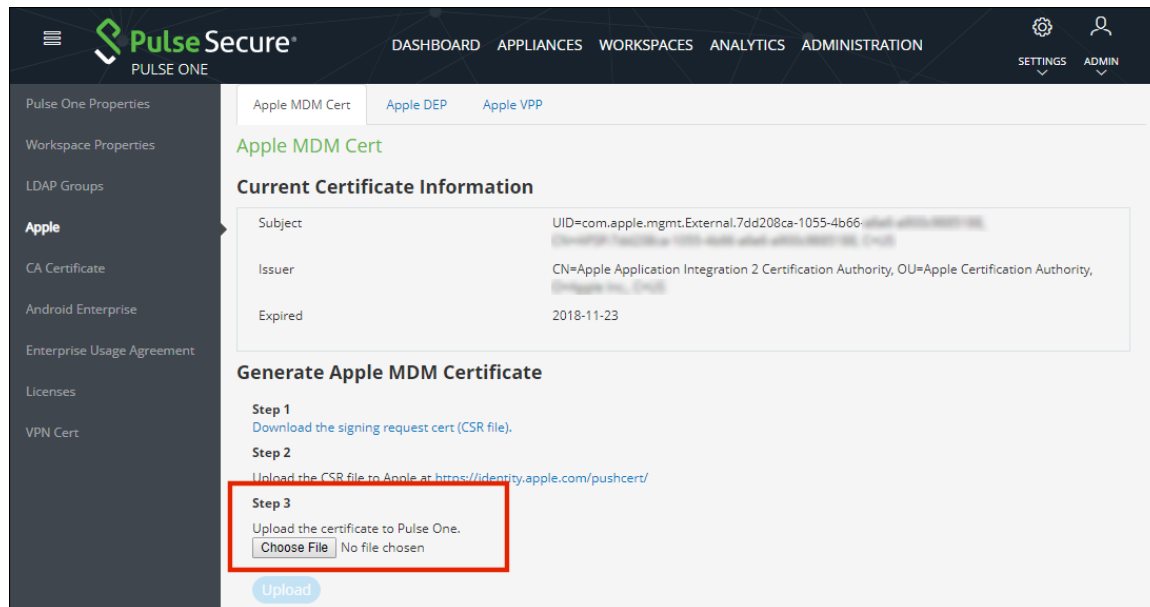 Pulse Secure®
PULSE ONE
DASHBOARD APPLIANCES WORKSPACES ANALYTICS ADMINISTRATION
SETTINGS ADMIN
Pulse One Properties
Workspace Properties
LDAP Groups
Apple
CA Certificate
Android Enterprise
Enterprise Usage Agreement
Licenses
VPN Cert
Apple MDM Cert Apple DEP Apple VPP
Apple MDM Cert
Current Certificate Information
Subject UID=com.apple.mgmt.External.7dd208ca-1055-4b66-
Issuer CN=Apple Application Integration 2 Certification Authority, OU=Apple Certification Authority,
Expired 2018-11-23
Generate Apple MDM Certificate
Step 1
Download the signing request cert (CSR file).
Step 2
Upload the CSR file to Apple at https://identity.apple.com/pushcert/
Step 3
Upload the certificate to Pulse One.
Choose File No file chosen
Upload